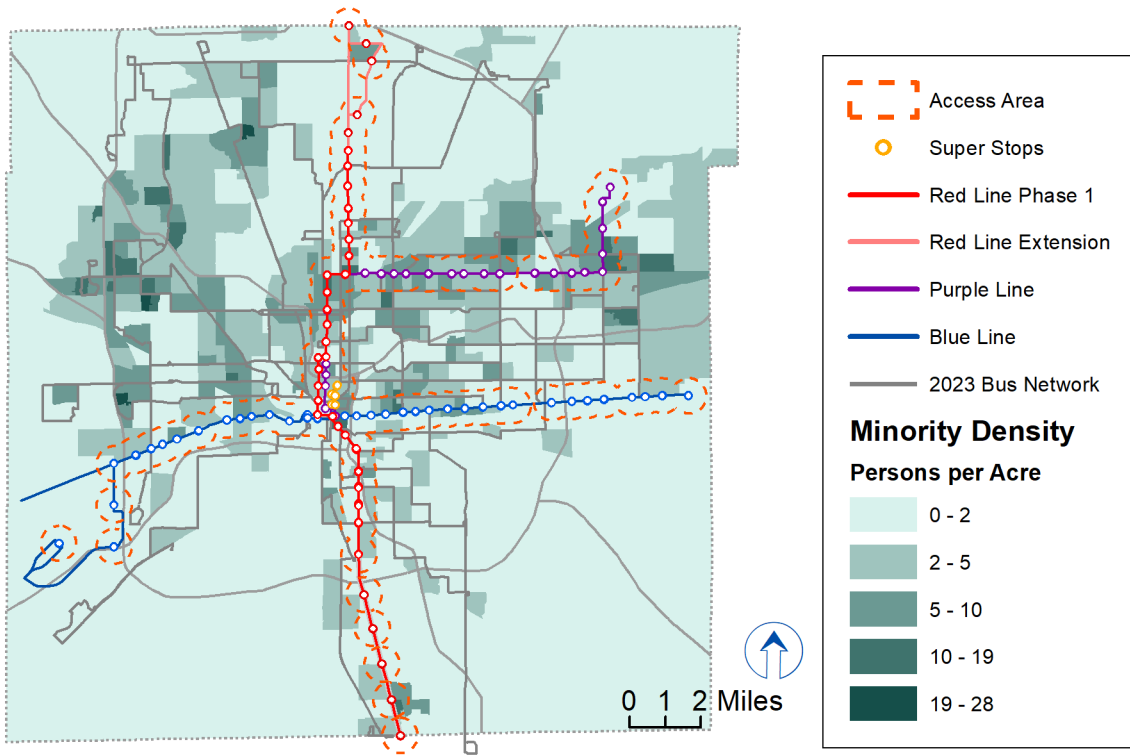 Access Area
Super Stops
Red Line Phase 1
Red Line Extension
Purple Line
Blue Line
2023 Bus Network
Minority Density
Persons per Acre
0 - 2
2 - 5
5 - 10
10 - 19
19 - 28
0 1 2 Miles